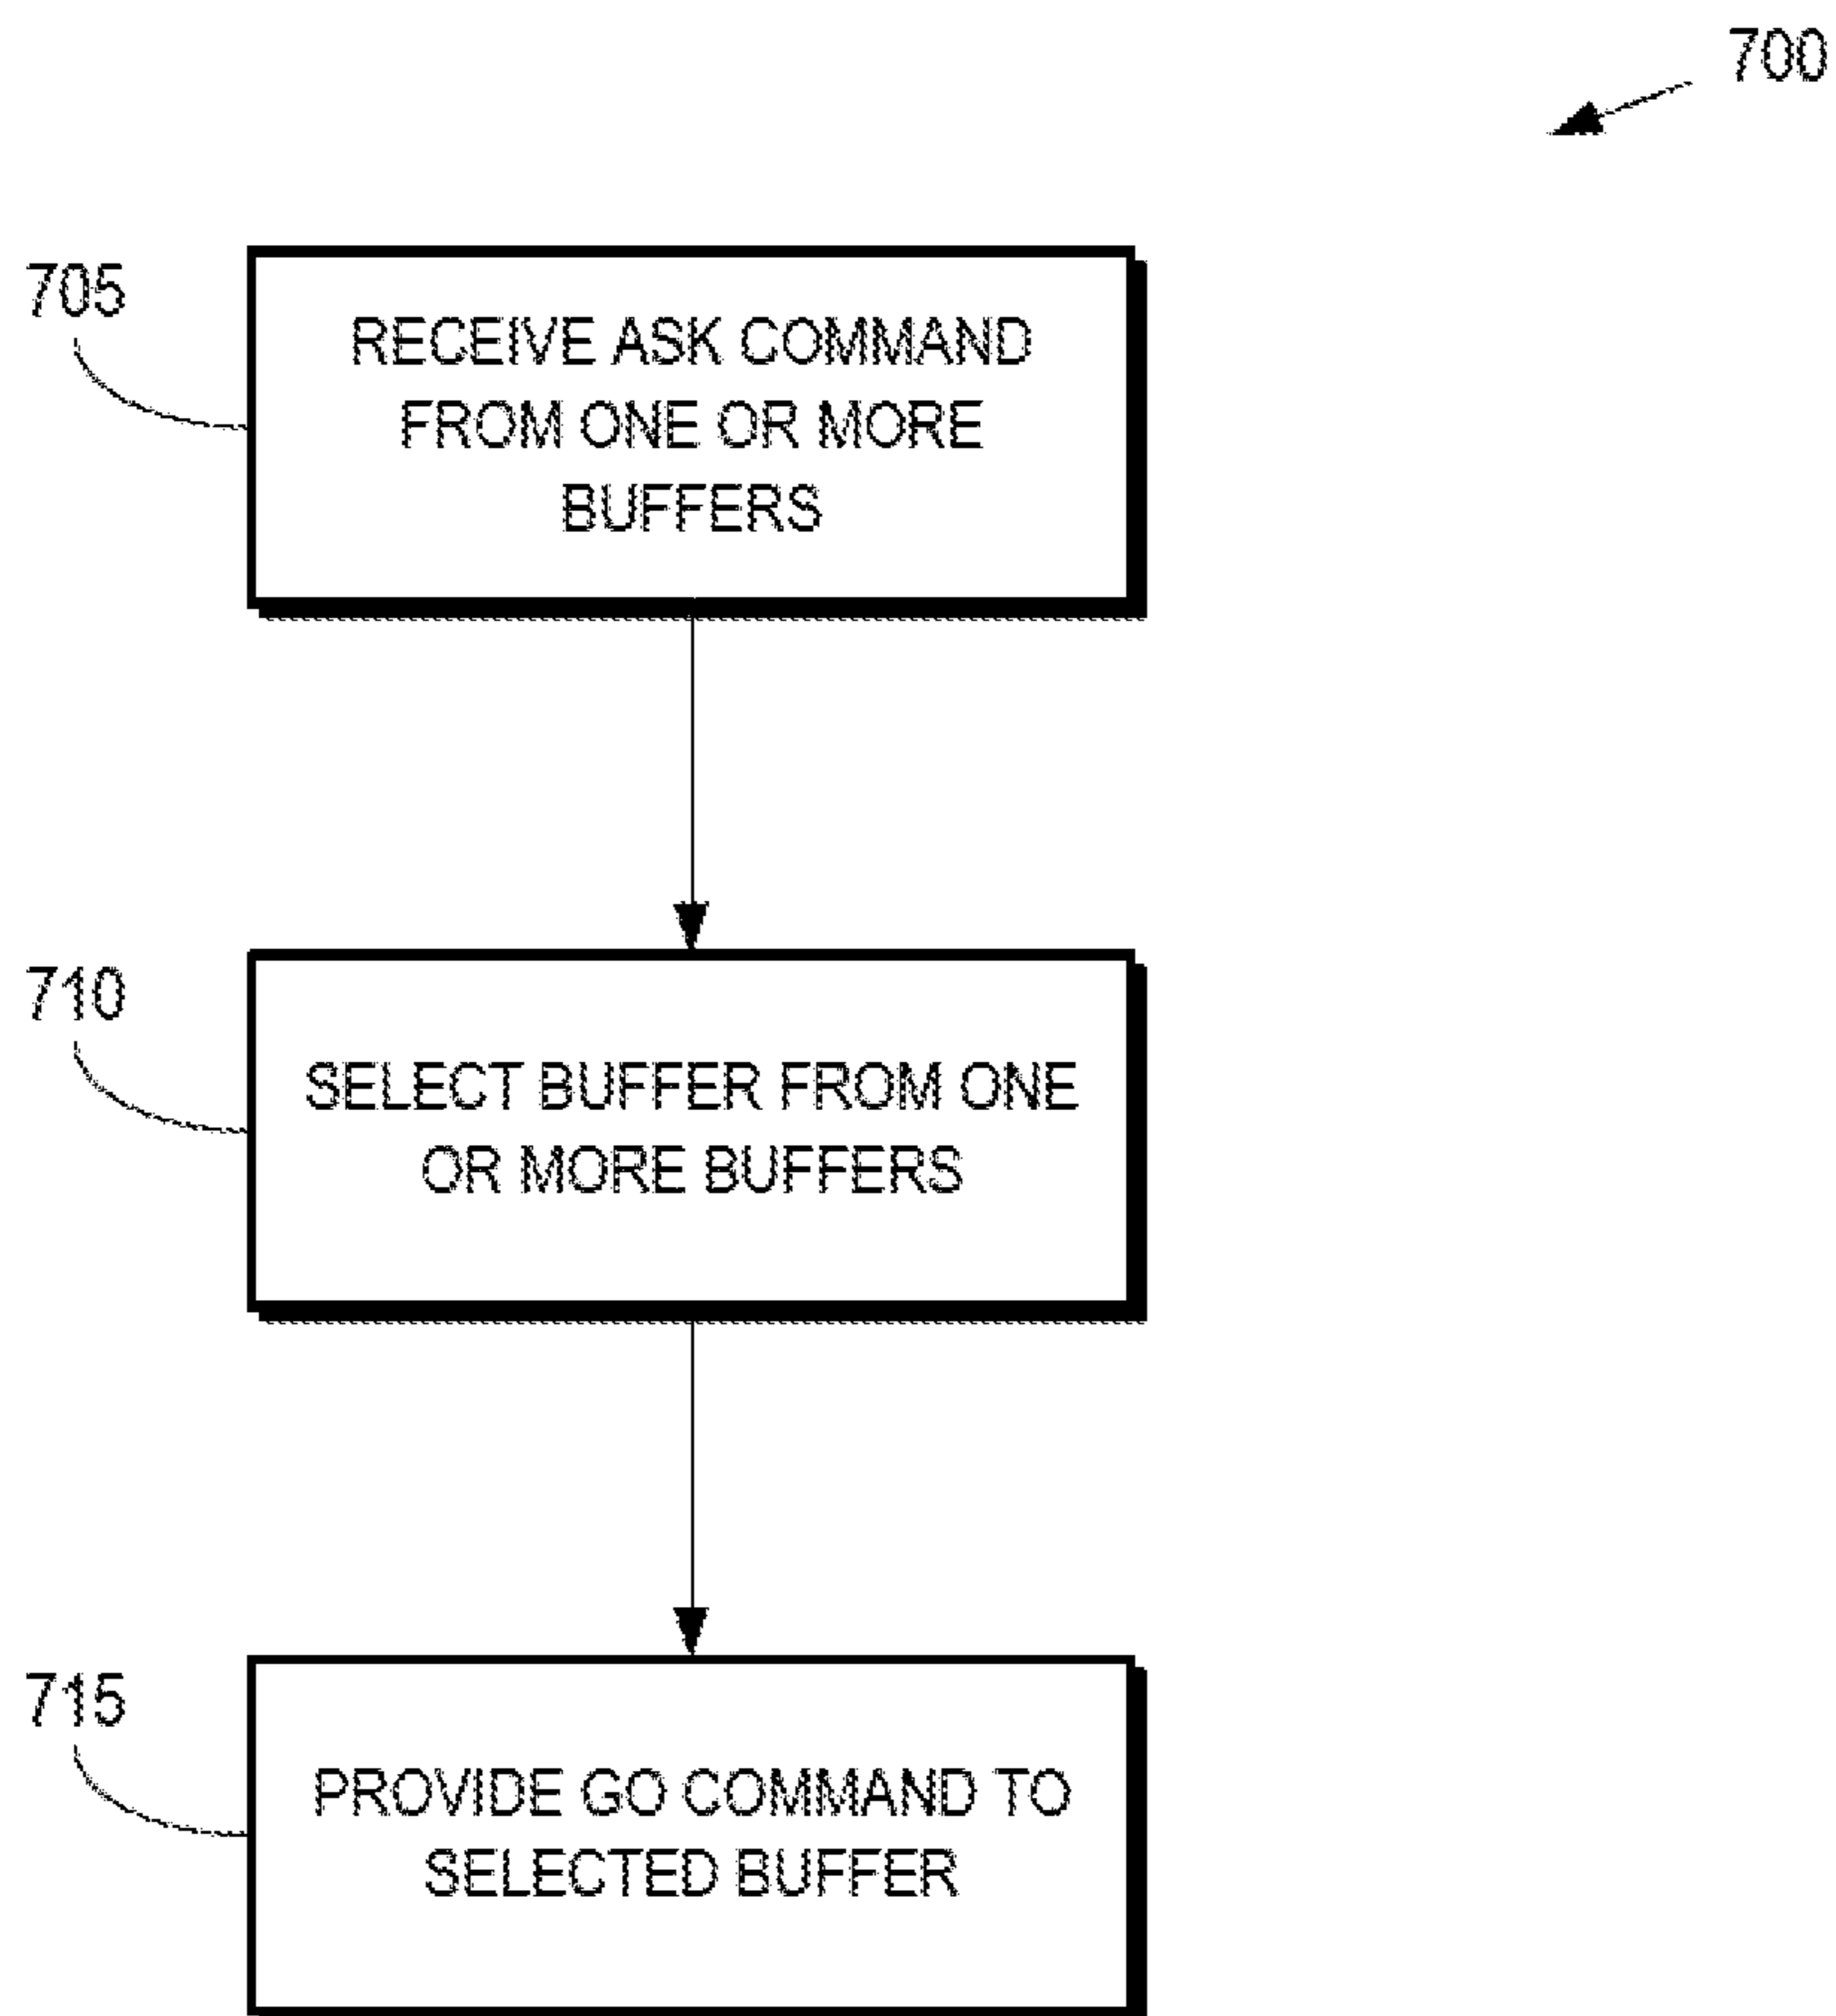 700
705
RECEIVE ASK COMMAND
FROM ONE OR MORE
BUFFERS
710
SELECT BUFFER FROM ONE
OR MORE BUFFERS
715
PROVIDE GO COMMAND TO
SELECTED BUFFER